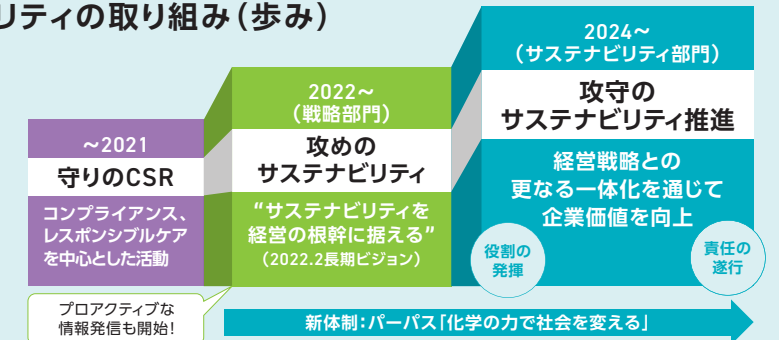 リティの取り組み（歩み）
～2021
守りのCSR
コンプライアンス、
レスポンシブルケア
を中心とした活動
プロアクティブな
情報発信も開始！
2022～
（戦略部門）
攻めの
サステナビリティ
“サステナビリティを
経営の根幹に据える”
（2022.2長期ビジョン）
2024～
（サステナビリティ部門）
攻守の
サステナビリティ推進
経営戦略との
更なる一体化を通じて
企業価値を向上
役割の
発揮
責任の
遂行
新体制：パーパス「化学の力で社会を変える」